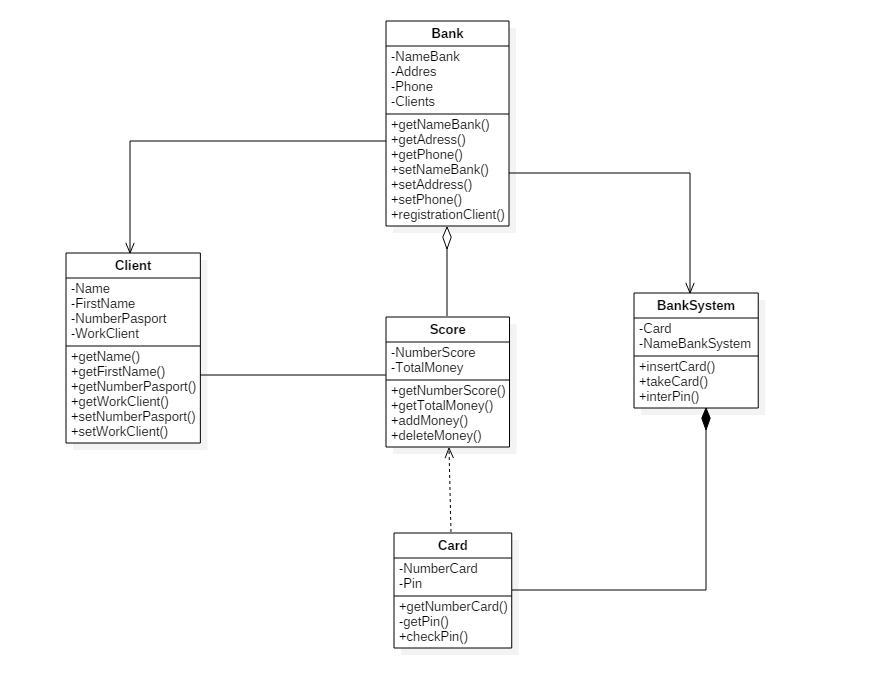 Bank
-NameBank
-Addres
-Phone
-Clients
+getNameBank()
+getAdress()
+getPhone()
+setNameBank()
+setAddress()
+setPhone()
+registrationClient()
Client
-Name
-FirstName
-NumberPasport
-WorkClient
+getName()
+getFirstName()
+getNumberPasport()
+getWorkClient()
+setNumberPasport()
+setWorkClient()
Score
-NumberScore
-TotalMoney
+getNumberScore()
+getTotalMoney()
+addMoney()
+deleteMoney()
BankSystem
-Card
-NameBankSystem
+insertCard()
+takeCard()
+interPin()
Card
-NumberCard
-Pin
+getNumberCard()
-getPin()
+checkPin()